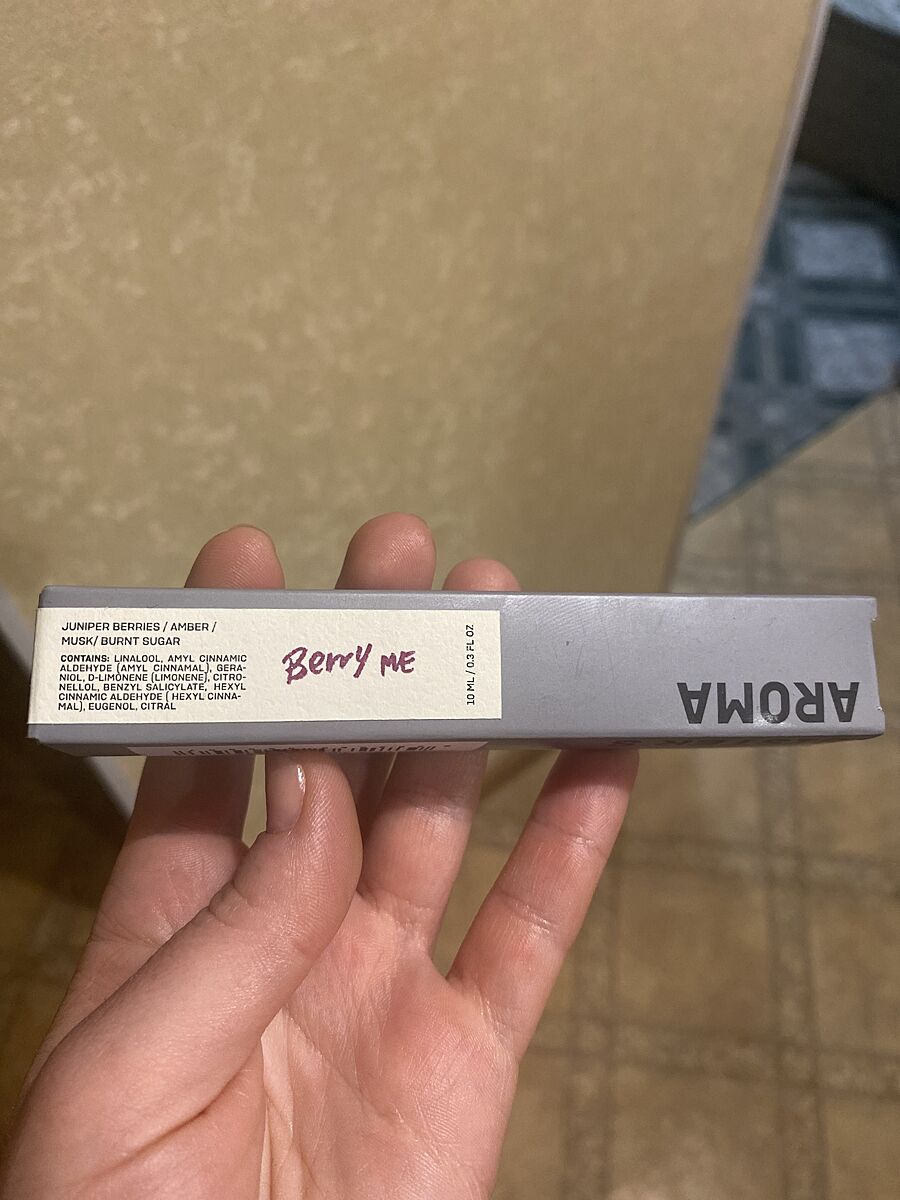 JUNIPER BERRIES / AMBER /
MUSK/ BURNT SUGAR
CONTAINS: LINALOOL, AMYL CINNAMIC
ALDEHYDE (AMYL CINNAMAL), GERA-
NIOL, D-LIMONENE (LIMONENE), CITRO-
NELLOL, BENZYL SALICYLATE, HEXYL
CINNAMIC ALDEHYDE ( HEXYL CINNA-
MAL), EUGENOL, CITRAL
Berry ME
10 ML / 0.3 FL OZ
AROMA